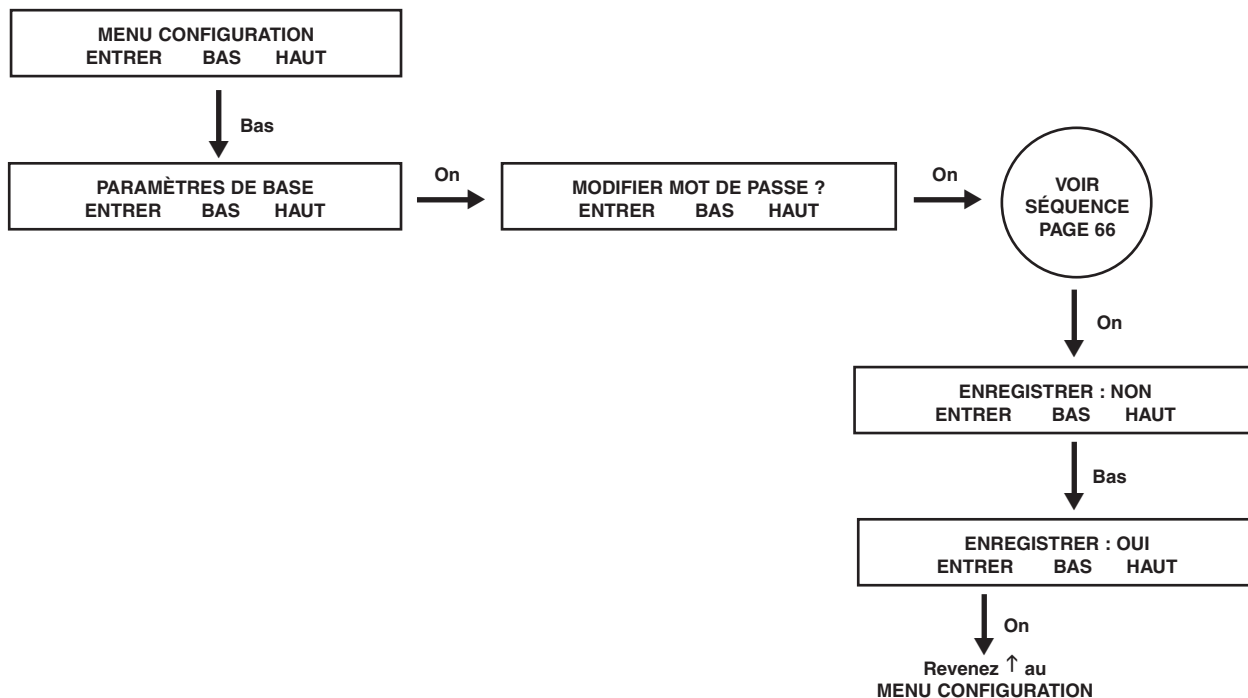 MENU CONFIGURATION
ENTRER BAS HAUT
Bas
PARAMÈTRES DE BASE
ENTRER BAS HAUT
On
MODIFIER MOT DE PASSE ?
ENTRER BAS HAUT
On
VOIR
SÉQUENCE
PAGE 66
On
ENREGISTRER : NON
ENTRER BAS HAUT
Bas
ENREGISTRER : OUI
ENTRER BAS HAUT
On
Revenez ↑ au
MENU CONFIGURATION